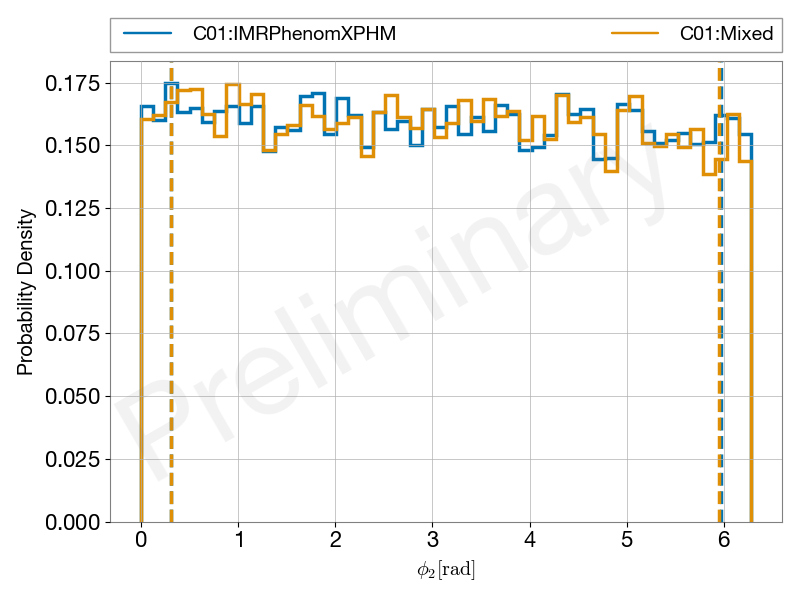 C01:IMRPhenomXPHM C01:Mixed
0.175
0.150
0.125
0.100
0.075
0.050
0.025
0.000
Probability Density
Preliminary
0 1 2 3 4 5 6
ϕ₂[rad]